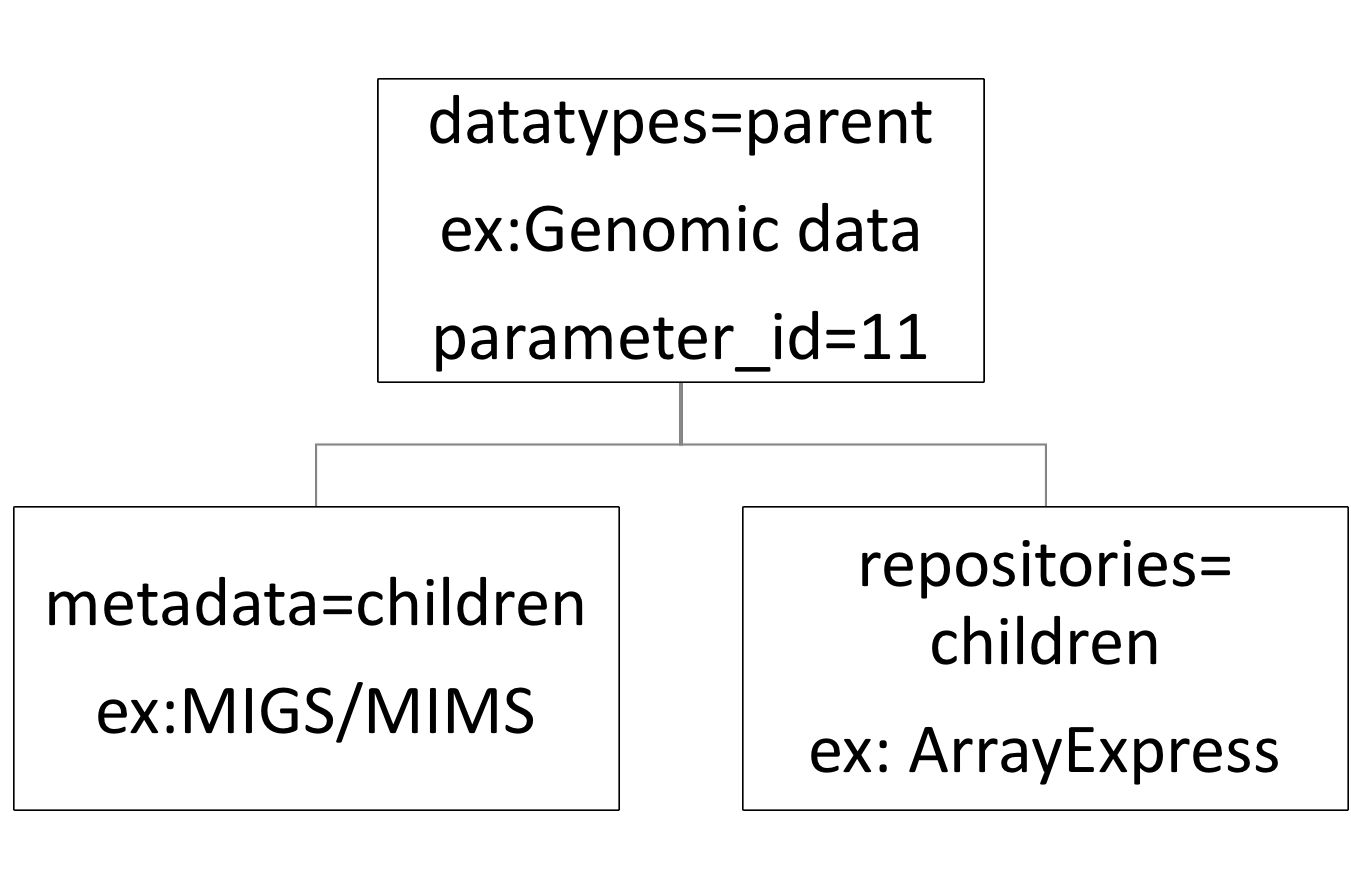 datatypes=parent
ex:Genomic data
parameter_id=11
metadata=children
ex:MIGS/MIMS
repositories=
children
ex: ArrayExpress